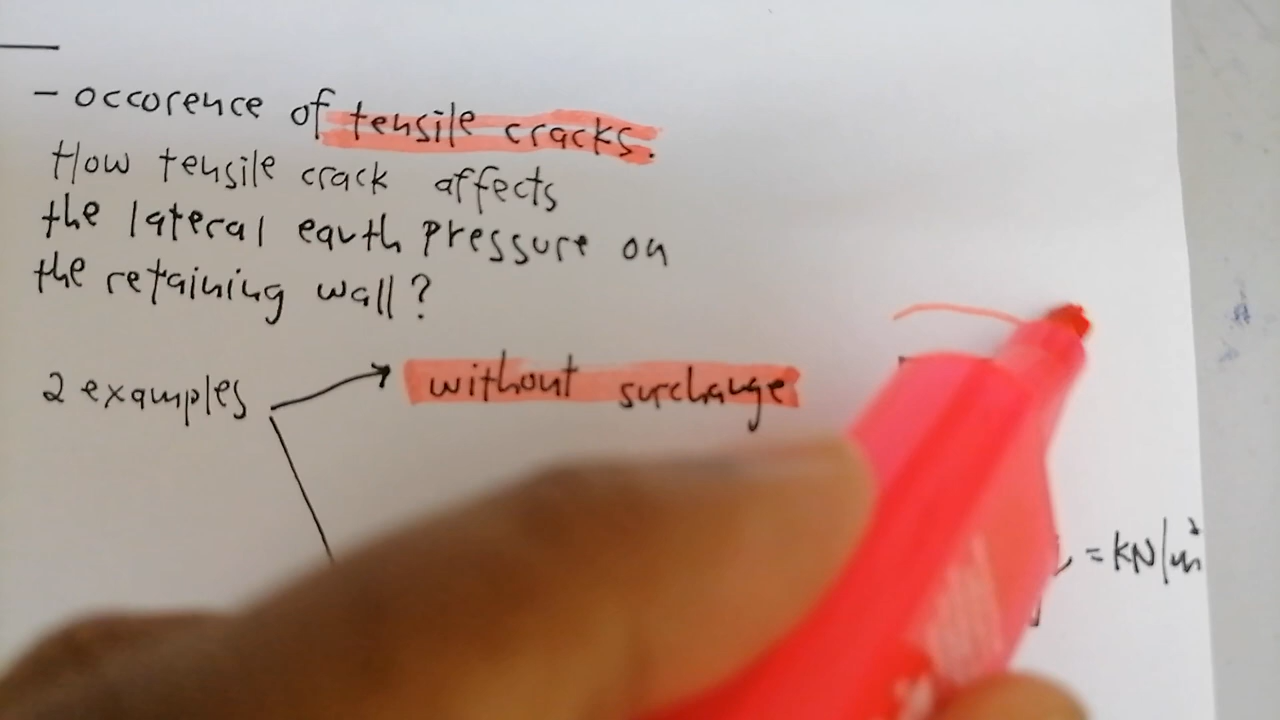 - occorence of tensile cracks.
How tensile crack affects
the lateral earth pressure on
the retaining wall?
2 examples
without surchange
= KN/m²